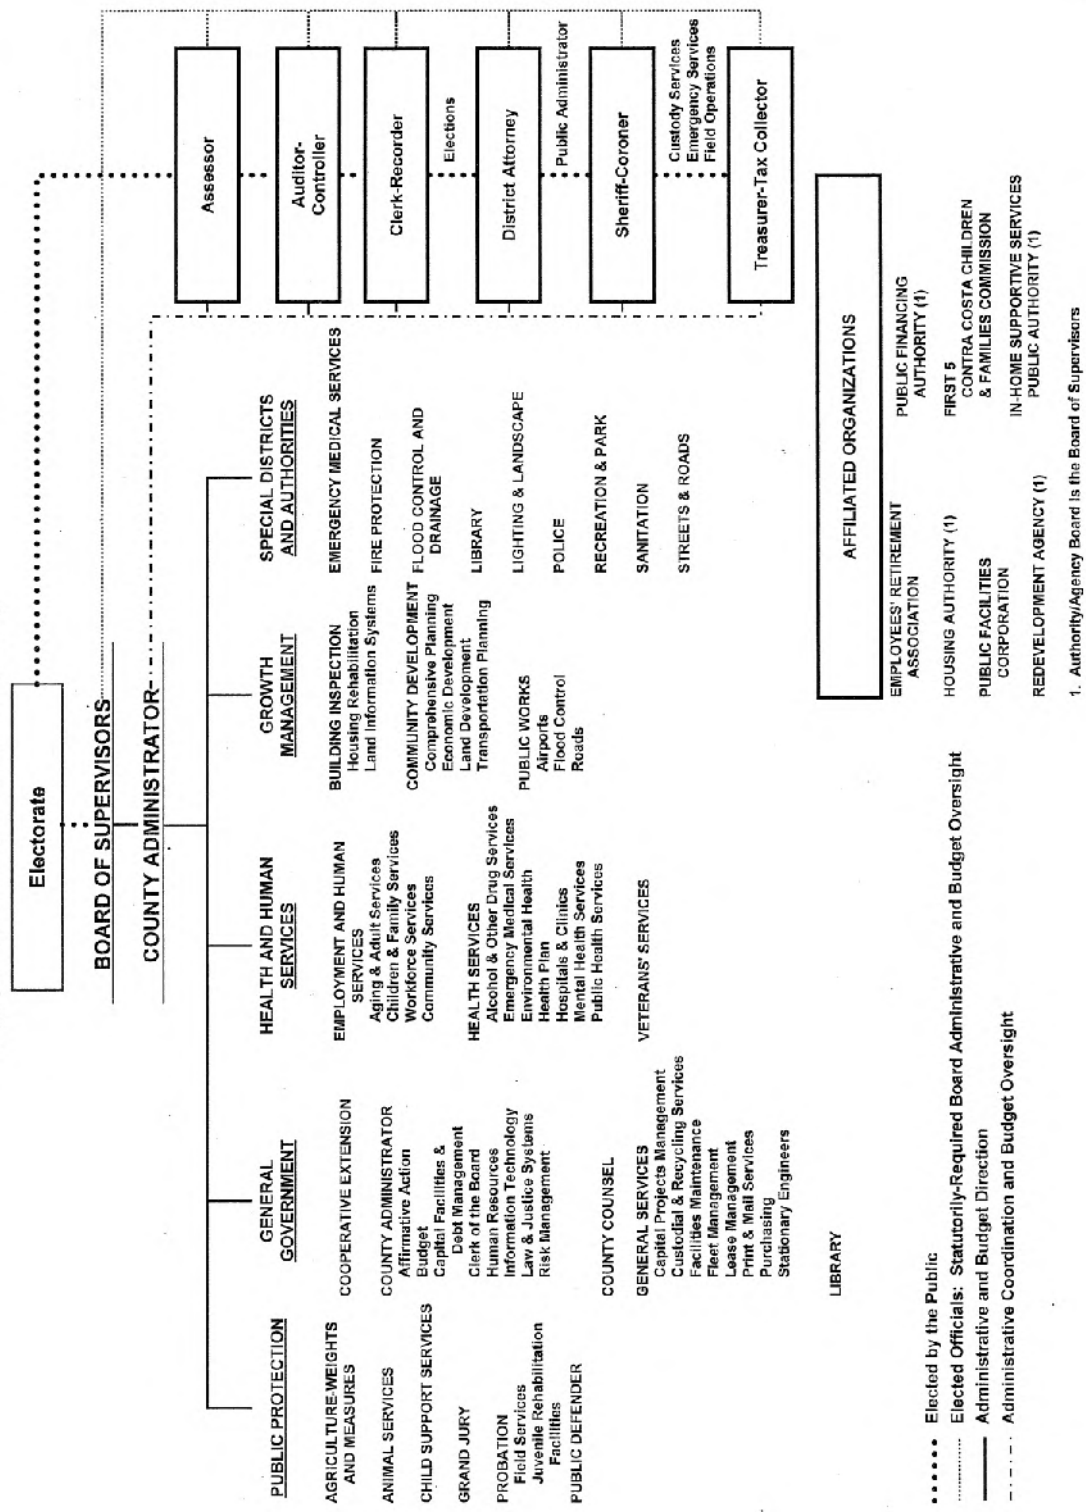 Electorate
BOARD OF SUPERVISORS
COUNTY ADMINISTRATOR
PUBLIC PROTECTION
AGRICULTURE-WEIGHTS
AND MEASURES
ANIMAL SERVICES
CHILD SUPPORT SERVICES
GRAND JURY
PROBATION
Field Services
Juvenile Rehabilitation
Facilities
PUBLIC DEFENDER
GENERAL
GOVERNMENT
COOPERATIVE EXTENSION
COUNTY ADMINISTRATOR
Affirmative Action
Budget
Capital Facilities &
Debt Management
Clerk of the Board
Human Resources
Information Technology
Law & Justice Systems
Risk Management
COUNTY COUNSEL
GENERAL SERVICES
Capital Projects Management
Custodial & Recycling Services
Facilities Maintenance
Fleet Management
Lease Management
Print & Mail Services
Purchasing
Stationary Engineers
LIBRARY
HEALTH AND HUMAN
SERVICES
EMPLOYMENT AND HUMAN
SERVICES
Aging & Adult Services
Children & Family Services
Workforce Services
Community Services
HEALTH SERVICES
Alcohol & Other Drug Services
Emergency Medical Services
Environmental Health
Health Plan
Hospitals & Clinics
Mental Health Services
Public Health Services
VETERANS' SERVICES
GROWTH
MANAGEMENT
BUILDING INSPECTION
Housing Rehabilitation
Land Information Systems
COMMUNITY DEVELOPMENT
Comprehensive Planning
Economic Development
Land Development
Transportation Planning
PUBLIC WORKS
Airports
Flood Control
Roads
SPECIAL DISTRICTS
AND AUTHORITIES
EMERGENCY MEDICAL SERVICES
FIRE PROTECTION
FLOOD CONTROL AND
DRAINAGE
LIBRARY
LIGHTING & LANDSCAPE
POLICE
RECREATION & PARK
SANITATION
STREETS & ROADS
Assessor
Auditor-
Controller
Clerk-Recorder
Elections
District Attorney
Public Administrator
Sheriff-Coroner
Custody Services
Emergency Services
Field Operations
Treasurer-Tax Collector
AFFILIATED ORGANIZATIONS
EMPLOYEES' RETIREMENT
ASSOCIATION
HOUSING AUTHORITY (1)
PUBLIC FACILITIES
CORPORATION
REDEVELOPMENT AGENCY (1)
PUBLIC FINANCING
AUTHORITY (1)
FIRST 5
CONTRA COSTA CHILDREN
& FAMILIES COMMISSION
IN-HOME SUPPORTIVE SERVICES
PUBLIC AUTHORITY (1)
1. Authority/Agency Board is the Board of Supervisors
Elected by the Public
Elected Officials: Statutorily-Required Board Administrative and Budget Oversight
Administrative and Budget Direction
Administrative Coordination and Budget Oversight